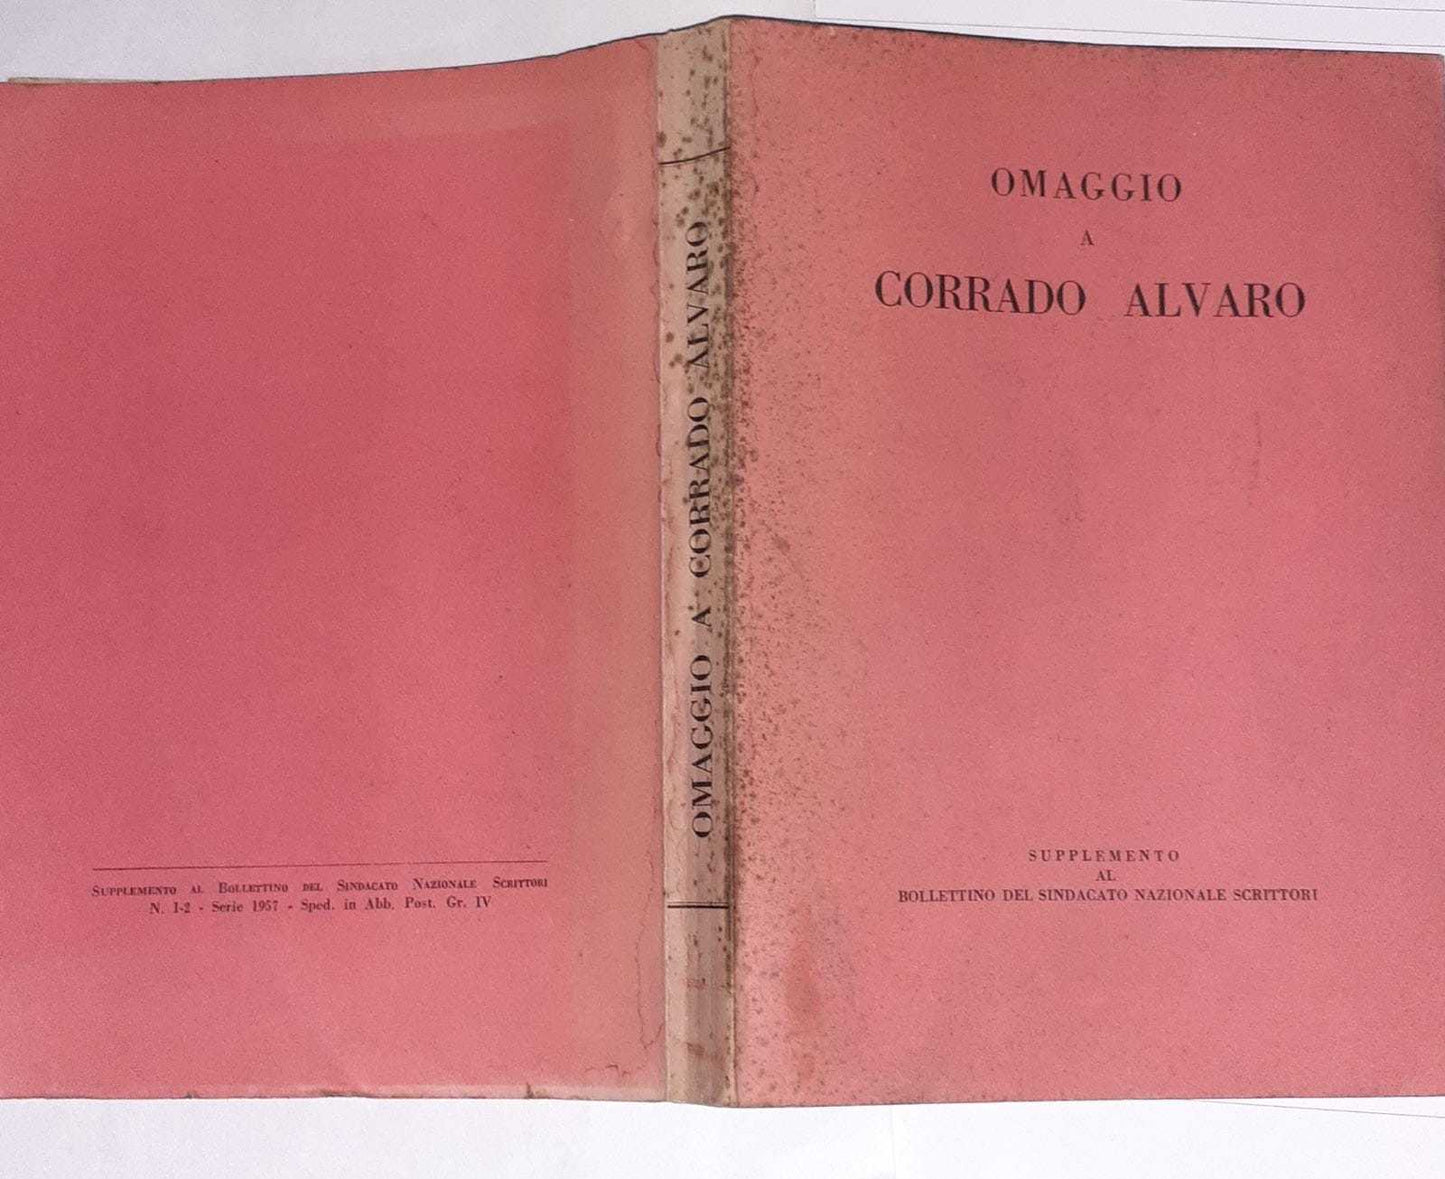 OMAGGIO
A
CORRADO ALVARO
SUPPLEMENTO
AL
BOLLETTINO DEL SINDACATO NAZIONALE SCRITTORI
OMAGGIO A CORRADO ALVARO
SUPPLEMENTO AL BOLLETTINO DEL SINDACATO NAZIONALE SCRITTORI
N. 1-2 - Serie 1957 - Sped. in Abb. Post. Gr. IV